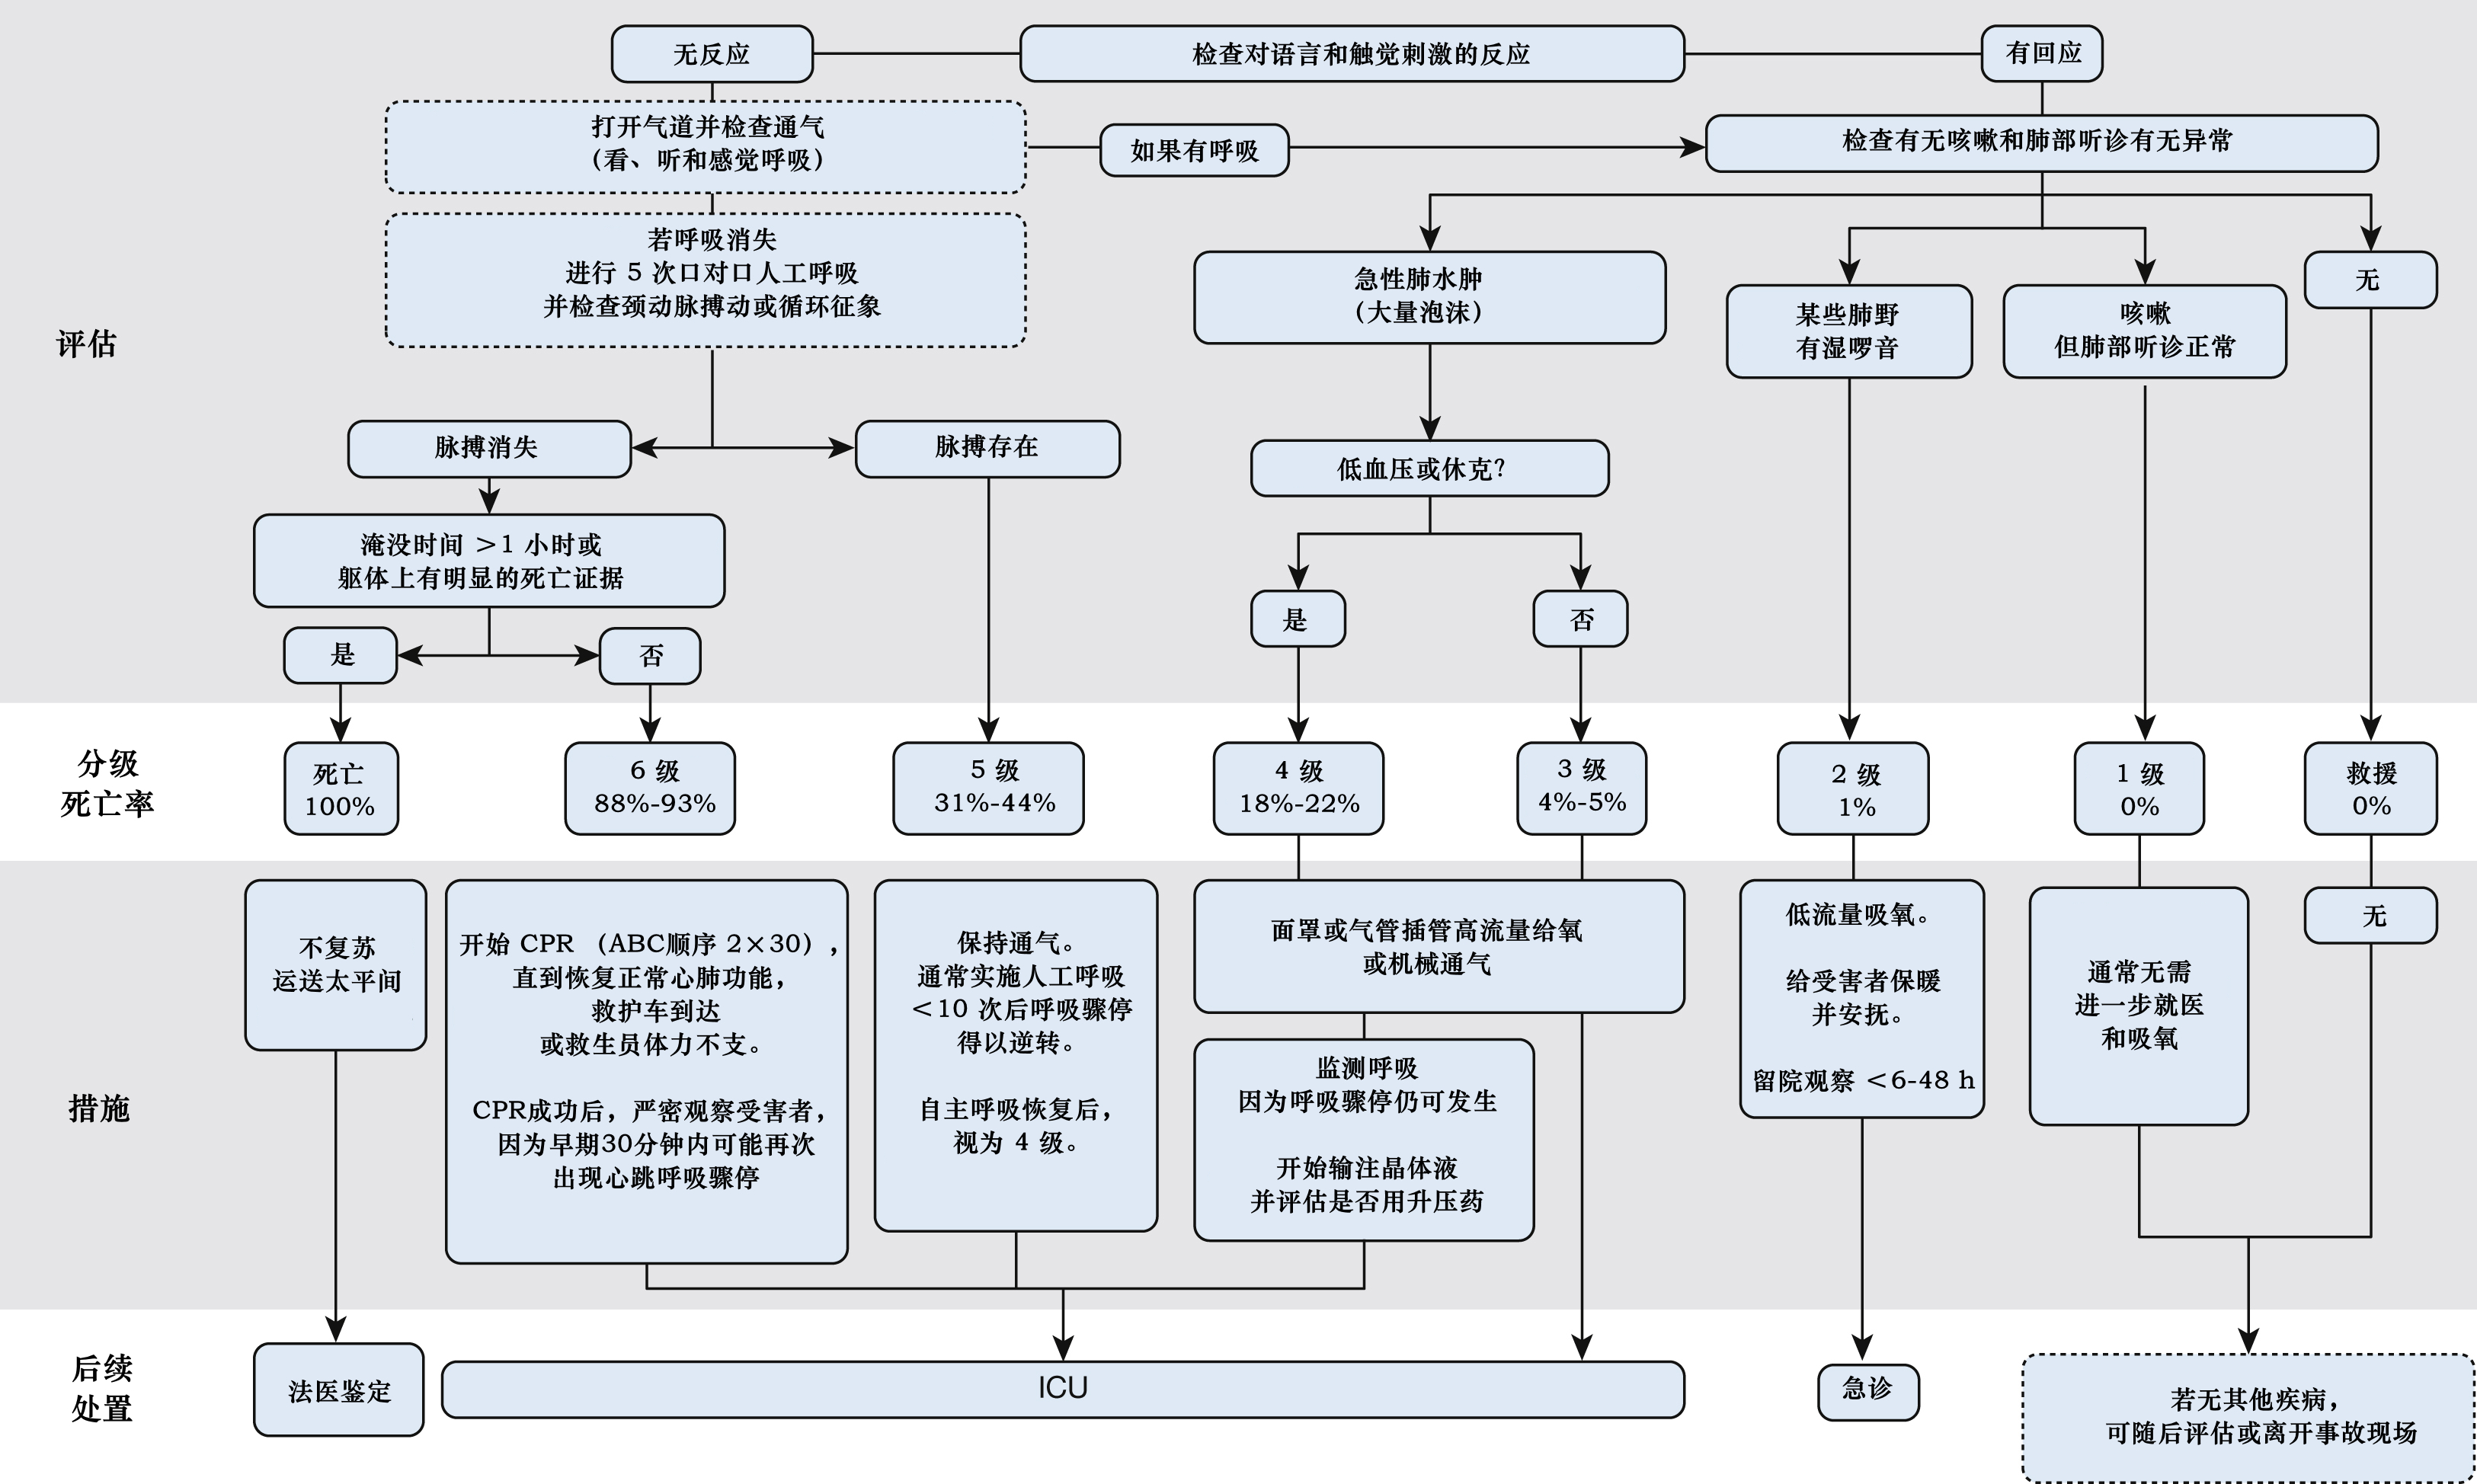 无反应
检查对语言和触觉刺激的反应
有回应
打开气道并检查通气
（看、听和感觉呼吸）
如果有呼吸
检查有无咳嗽和肺部听诊有无异常
若呼吸消失
进行 5 次口对口人工呼吸
并检查颈动脉搏动或循环征象
急性肺水肿
（大量泡沫）
某些肺野
有湿啰音
咳嗽
但肺部听诊正常
无
评估
脉搏消失
脉搏存在
低血压或休克？
淹没时间 >1 小时或
躯体上有明显的死亡证据
是
否
是
否
分级
死亡率
死亡
100%
6 级
88%-93%
5 级
31%-44%
4 级
18%-22%
3 级
4%-5%
2 级
1%
1 级
0%
救援
0%
措施
不复苏
运送太平间
开始 CPR （ABC顺序 2×30），
直到恢复正常心肺功能，
救护车到达
或救生员体力不支。
CPR成功后，严密观察受害者，
因为早期30分钟内可能再次
出现心跳呼吸骤停
保持通气。
通常实施人工呼吸
<10 次后呼吸骤停
得以逆转。
自主呼吸恢复后，
视为 4 级。
面罩或气管插管高流量给氧
或机械通气
监测呼吸
因为呼吸骤停仍可发生
开始输注晶体液
并评估是否用升压药
低流量吸氧。
给受害者保暖
并安抚。
留院观察 <6-48 h
通常无需
进一步就医
和吸氧
无
后续
处置
法医鉴定
ICU
急诊
若无其他疾病，
可随后评估或离开事故现场